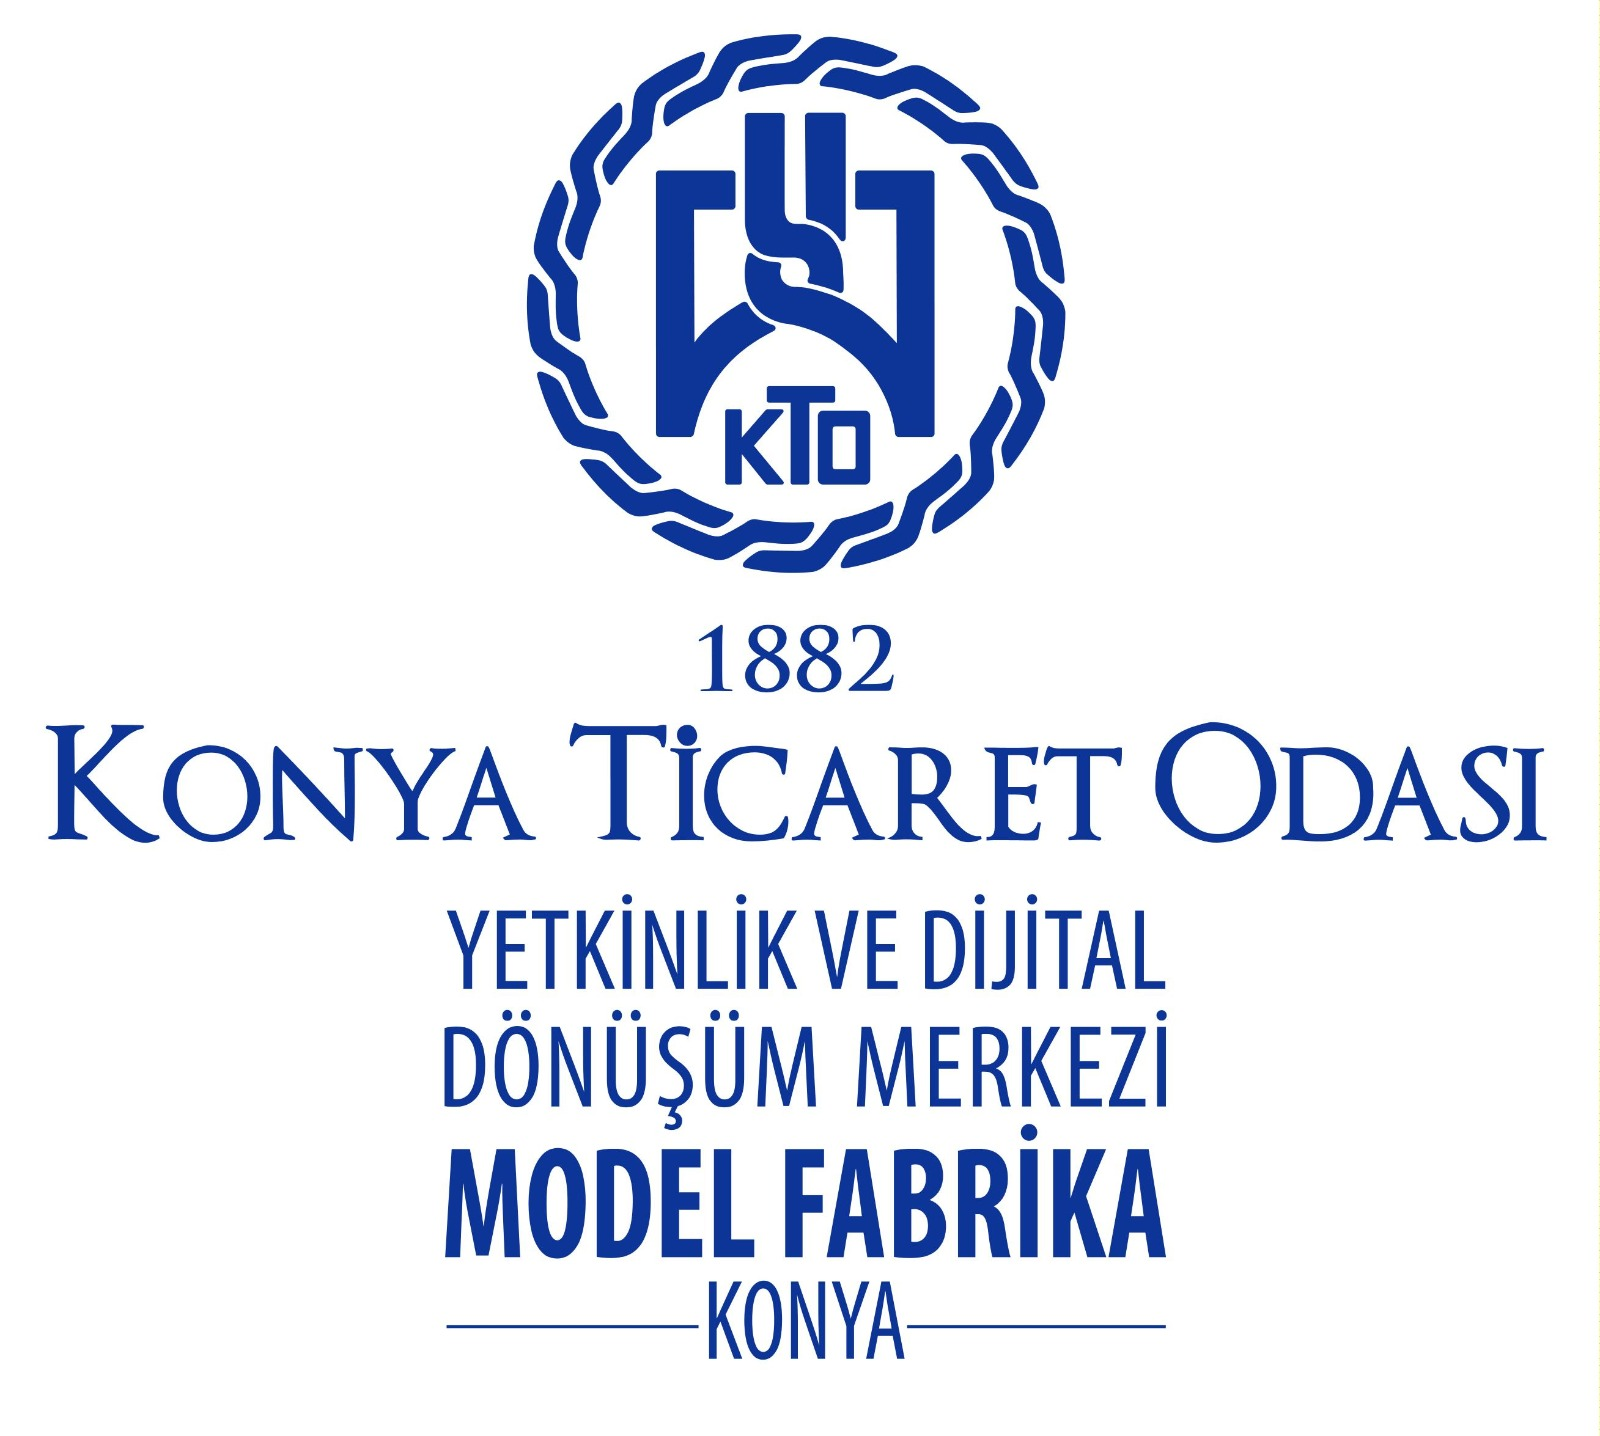 KTO
1882
KONYA TİCARET ODASI
YETKİNLİK VE DİJİTAL
DÖNÜŞÜM MERKEZİ
MODEL FABRİKA
KONYA